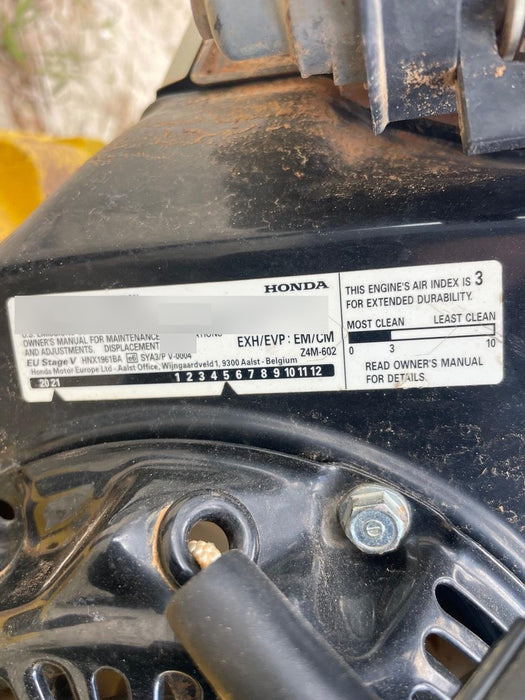 HONDA
OWNER'S MANUAL FOR MAINTENANCE
AND ADJUSTMENTS. DISPLACEMENT
EXH/EVP : EM/CM
EU Stage V HNX1961BA e6 SYA3/P V-0004
Z4M-602
Honda Motor Europe Ltd - Aalst Office, Wijngaardveld 1, 9300 Aalst - Belgium
2021 1 2 3 4 5 6 7 8 9 10 11 12
THIS ENGINE'S AIR INDEX IS 3
FOR EXTENDED DURABILITY.
MOST CLEAN LEAST CLEAN
0 3 10
READ OWNER'S MANUAL
FOR DETAILS.